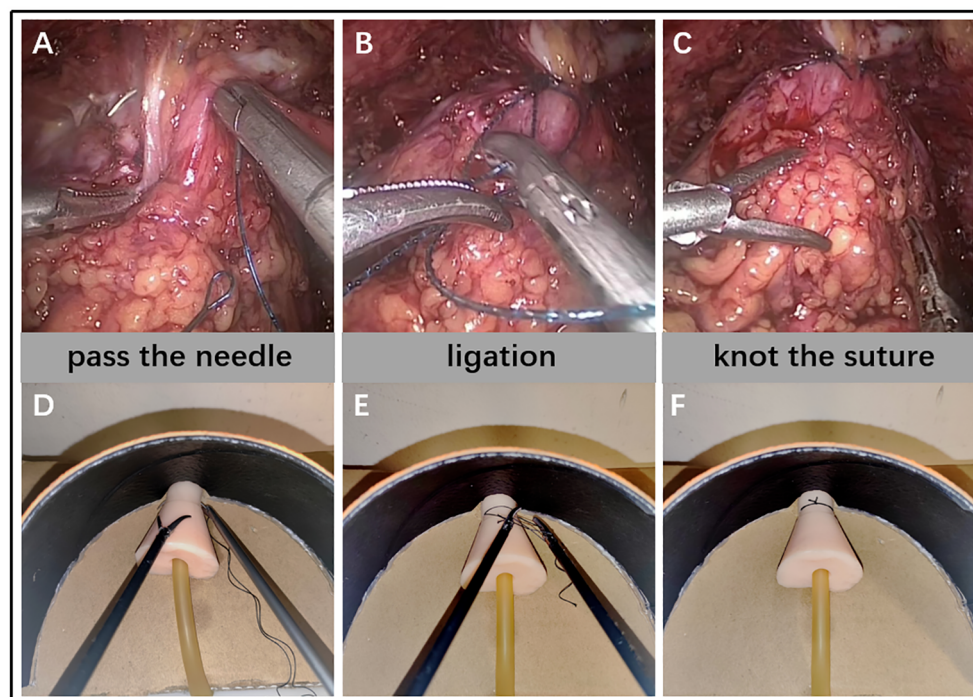 A
B
C
pass the needle
ligation
knot the suture
D
E
F